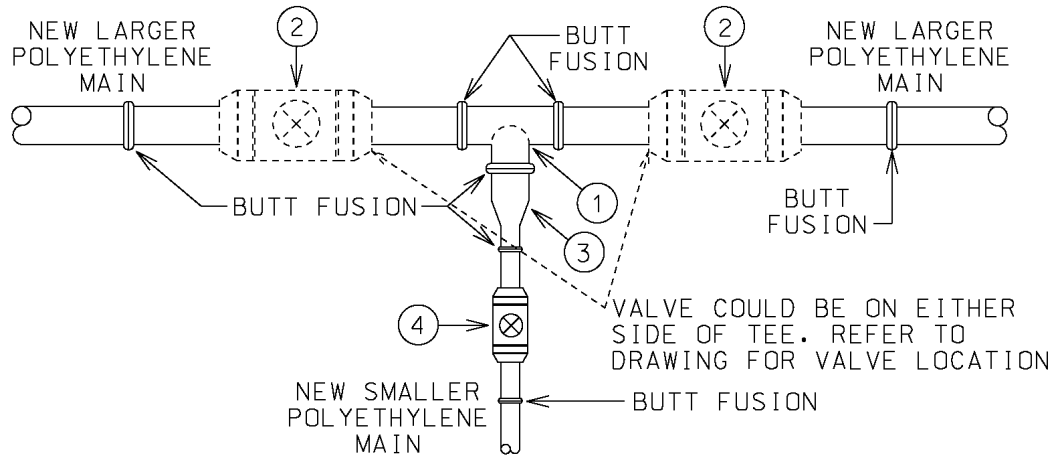 NEW LARGER
POLYETHYLENE
MAIN
2
BUTT
FUSION
2
NEW LARGER
POLYETHYLENE
MAIN
BUTT FUSION
1
BUTT
FUSION
3
4
VALVE COULD BE ON EITHER
SIDE OF TEE. REFER TO
DRAWING FOR VALVE LOCATION
NEW SMALLER
POLYETHYLENE
MAIN
BUTT FUSION